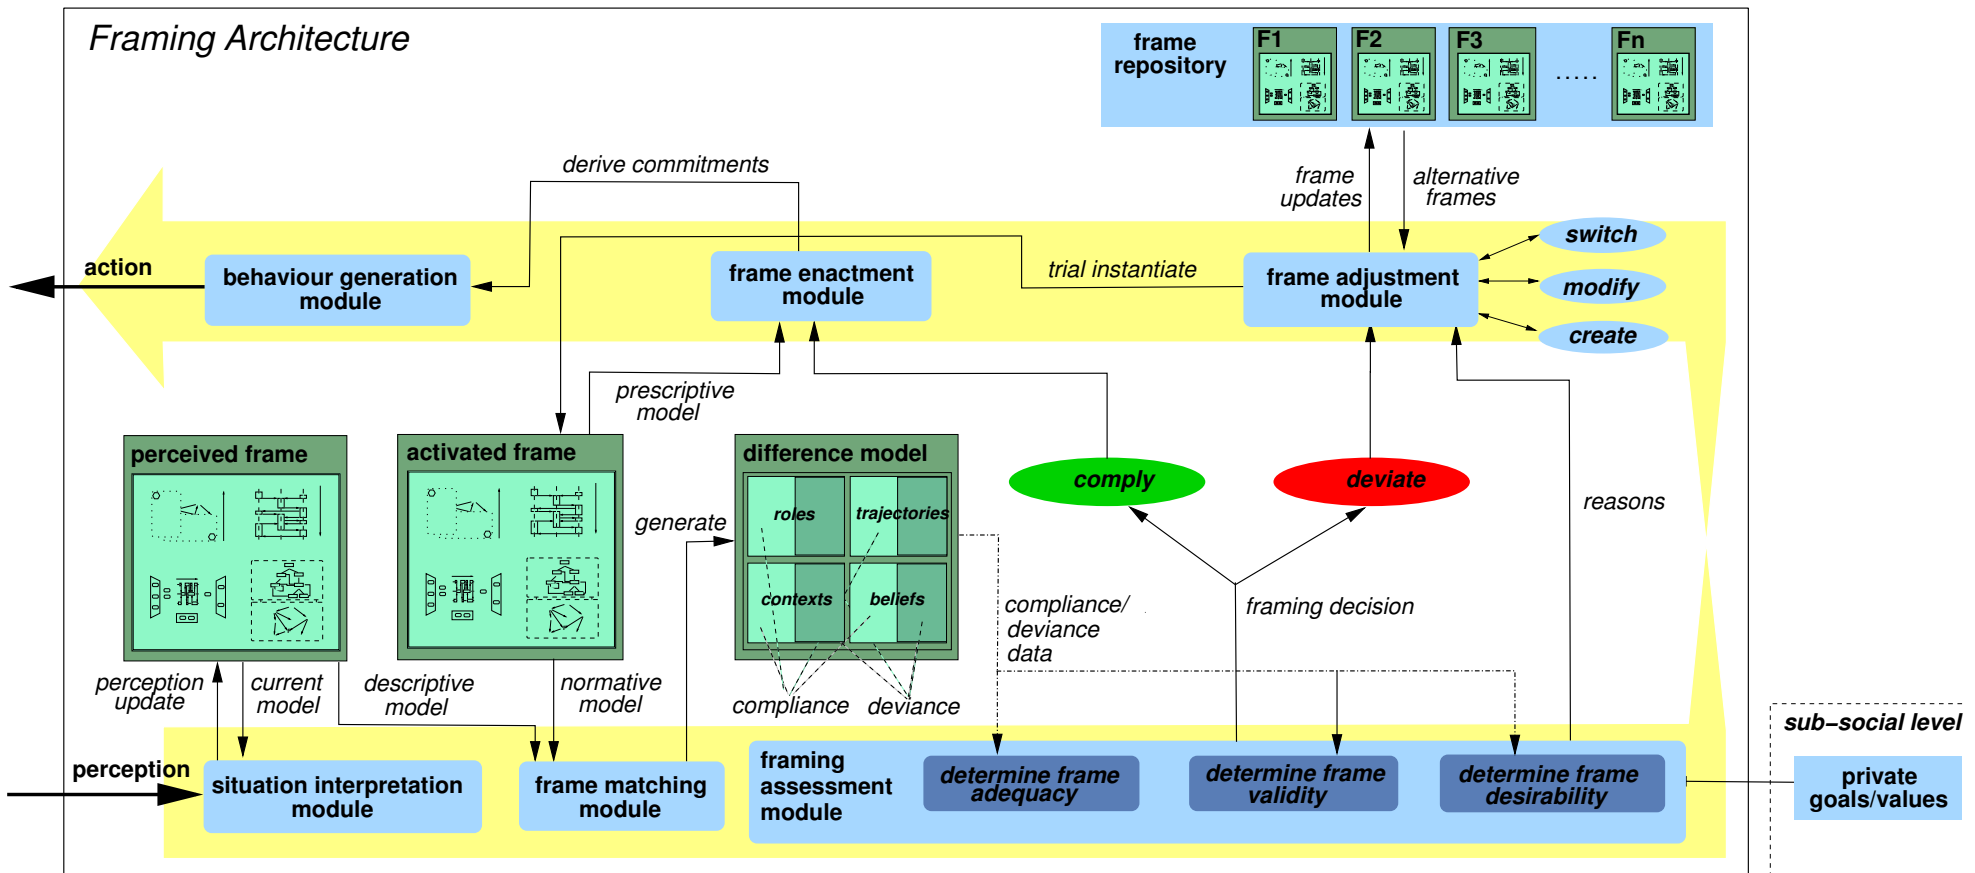 Framing Architecture
frame
repository
F1
F2
F3
.....
Fn
derive commitments
frame
updates
alternative
frames
switch
action
behaviour generation
module
frame enactment
module
trial instantiate
frame adjustment
module
modify
create
prescriptive
model
perceived frame
activated frame
difference model
comply
deviate
roles
trajectories
generate
reasons
contexts
beliefs
compliance/
deviance
data
framing decision
perception
update
current
model
descriptive
model
normative
model
compliance
deviance
sub-social level
perception
situation interpretation
module
frame matching
module
framing
assessment
module
determine frame
adequacy
determine frame
validity
determine frame
desirability
private
goals/values